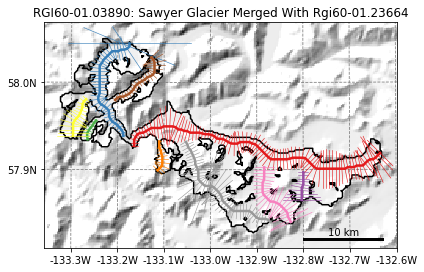 RGI60-01.03890: Sawyer Glacier Merged With Rgi60-01.23664
58.0N
57.9N
10 km
-133.3W -133.2W -133.1W -133.0W -132.9W -132.8W -132.7W -132.6W